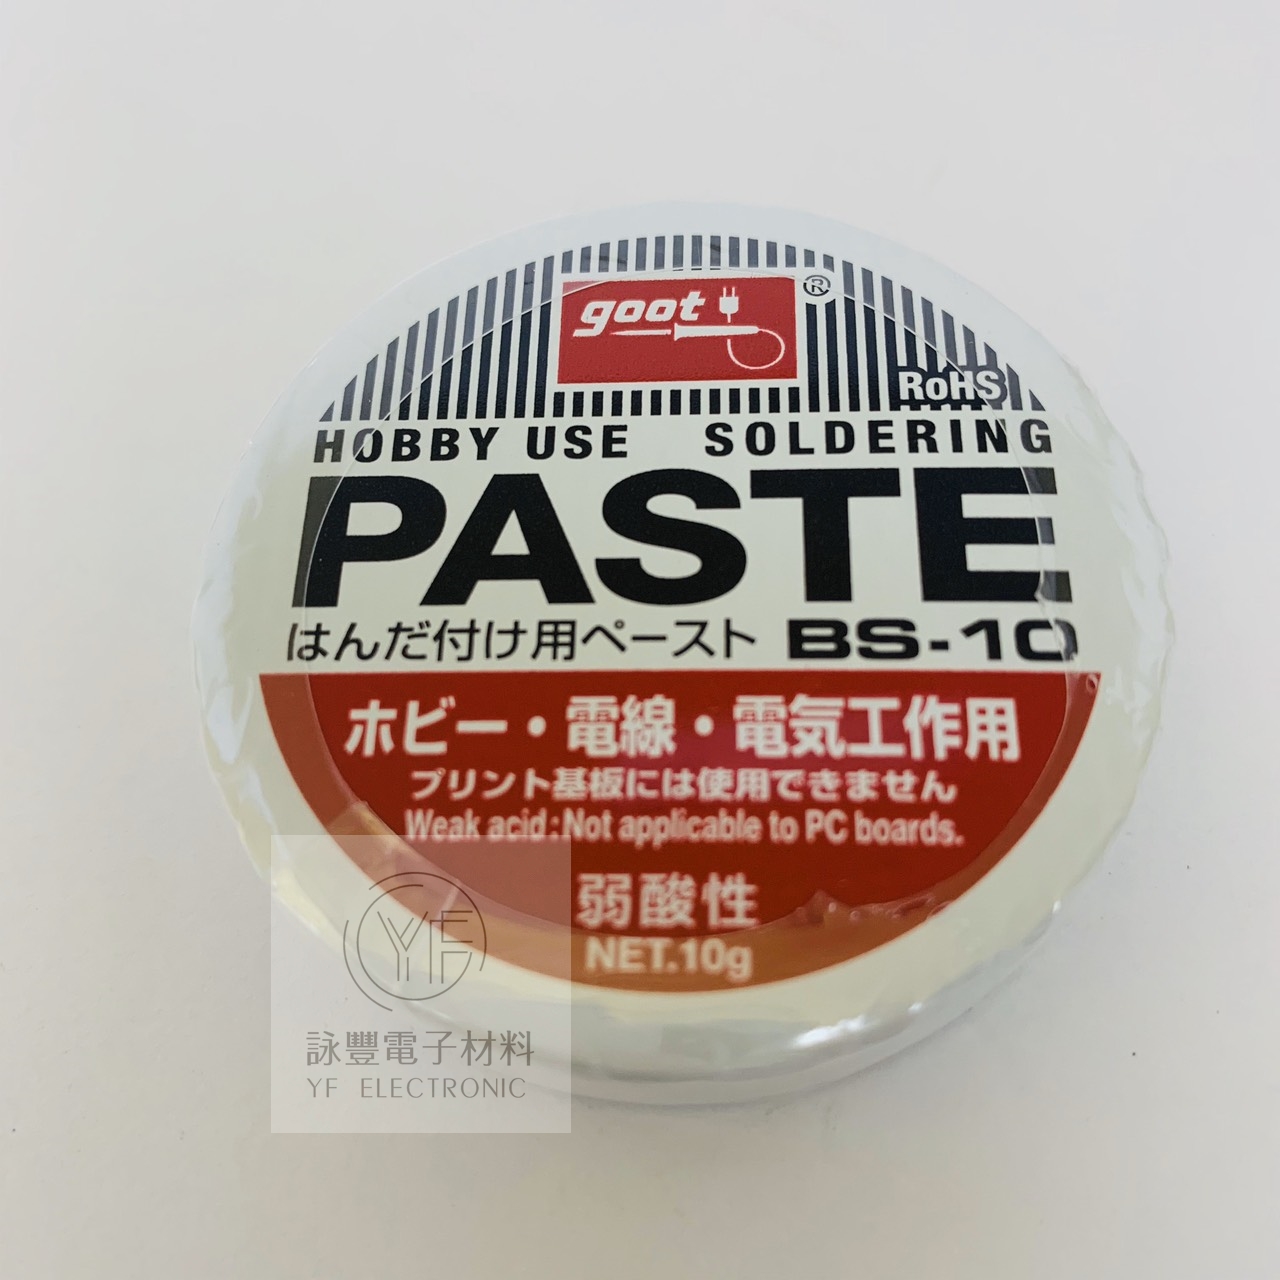 goot ®
RoHS
HOBBY USE SOLDERING
PASTE
はんだ付け用ペースト BS-10
ホビー・電線・電気工作用
プリント基板には使用できません
Weak acid:Not applicable to PC boards.
弱酸性
NET.10g
YF
詠豐電子材料
YF ELECTRONIC